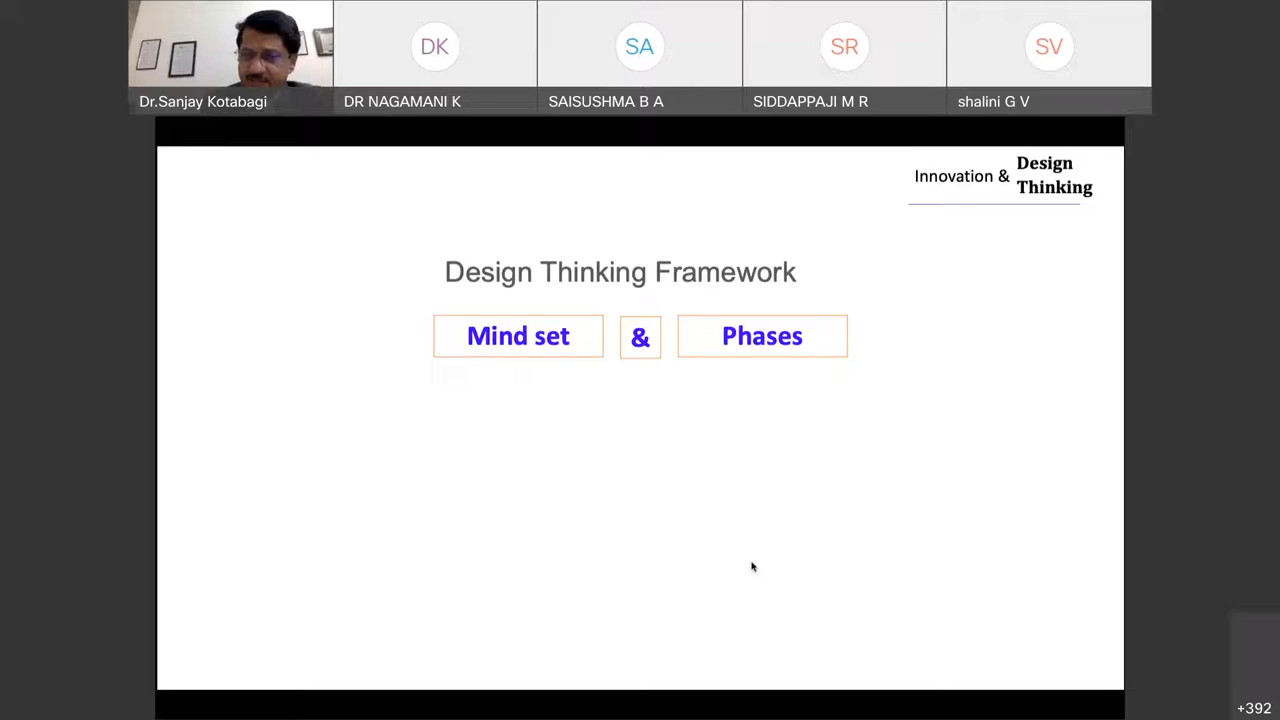 DK
SA
SR
SV
Dr.Sanjay Kotabagi
DR NAGAMANI K
SAISUSHMA B A
SIDDAPPAJI M R
shalini G V
Innovation & Design Thinking
Design Thinking Framework
Mind set & Phases
+392